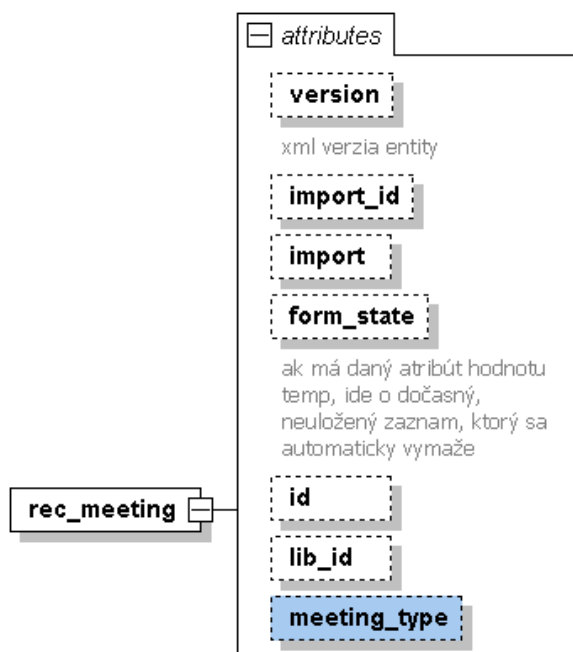 attributes
version
xml verzia entity
import_id
import
form_state
ak má daný atribút hodnotu
temp, ide o dočasný,
neuložený zaznam, ktorý sa
automaticky vymaže
rec_meeting
id
lib_id
meeting_type